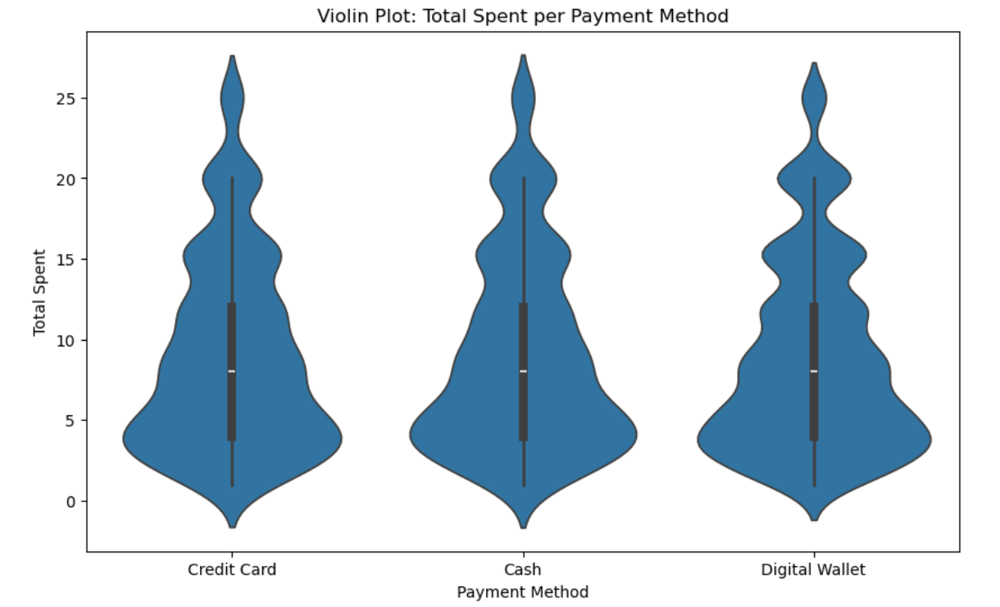 Violin Plot: Total Spent per Payment Method
25
20
15
10
5
0
Total Spent
Credit Card
Cash
Digital Wallet
Payment Method